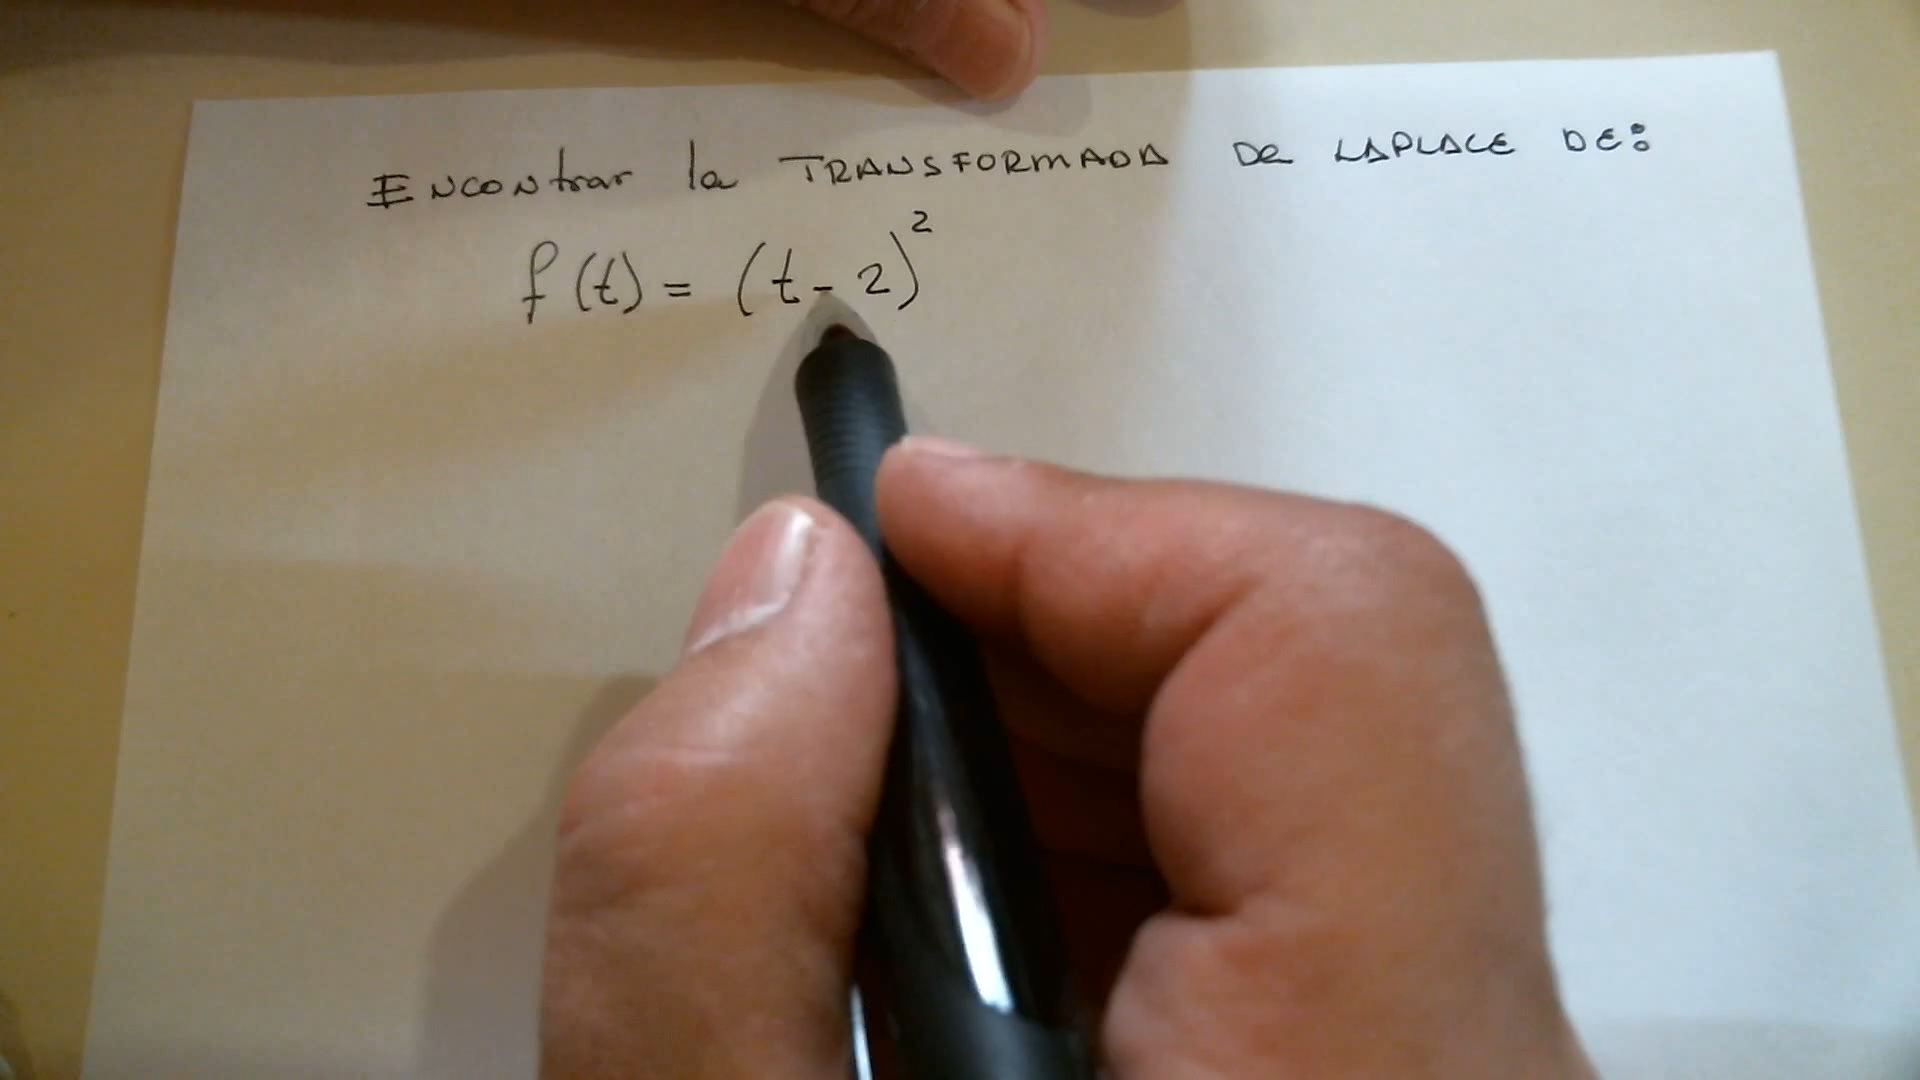 ENCONtrar la TRANSFORMADA DE LAPLACE DE:
f(t) = (t - 2)²